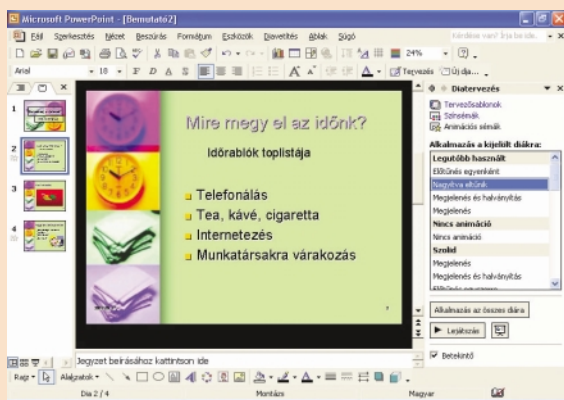 Microsoft PowerPoint - [Bemutató2]
Fájl Szerkesztés Nézet Beszúrás Formátum Eszközök Diavetítés Ablak Súgó Kérdése van? Írja be ide.
24%
Arial 18 F D A S Tervezés Új dia...
1
2
3
4
Mire megy el az időnk?
Időrablók toplistája
Telefonálás
Tea, kávé, cigaretta
Internetezés
Munkatársakra várakozás
Diatervezés
Tervezősablonok
Színsémák
Animációs sémák
Alkalmazás a kijelölt diákra:
Legutóbb használt
Előtűnés egyenként
Nagyítva eltűnik
Megjelenés és halványítás
Megjelenés
Nincs animáció
Nincs animáció
Szolid
Megjelenés
Megjelenés és halványítás
Alkalmazás az összes diára
Lejátszás
Betekintő
Jegyzet beírásához kattintson ide
Rajz Alakzatok
Dia 2 / 4 Montázs Magyar